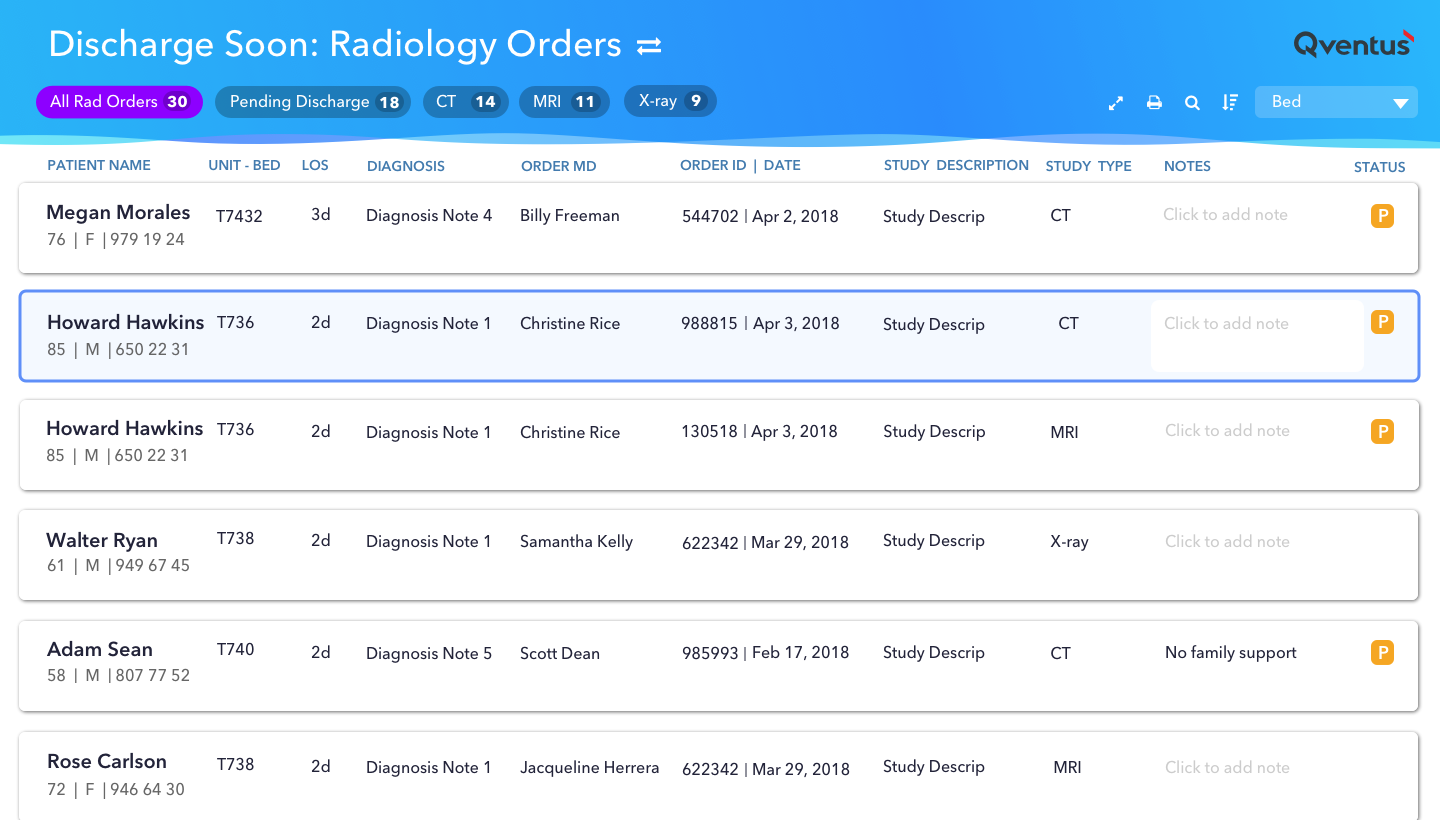 Discharge Soon: Radiology Orders
Qventus
All Rad Orders 30 Pending Discharge 18 CT 14 MRI 11 X-ray 9 Bed
PATIENT NAME UNIT - BED LOS DIAGNOSIS ORDER MD ORDER ID | DATE STUDY DESCRIPTION STUDY TYPE NOTES STATUS
Megan Morales T7432 3d Diagnosis Note 4 Billy Freeman 544702 | Apr 2, 2018 Study Descrip CT Click to add note P
76 | F | 979 19 24
Howard Hawkins T736 2d Diagnosis Note 1 Christine Rice 988815 | Apr 3, 2018 Study Descrip CT Click to add note P
85 | M | 650 22 31
Howard Hawkins T736 2d Diagnosis Note 1 Christine Rice 130518 | Apr 3, 2018 Study Descrip MRI Click to add note P
85 | M | 650 22 31
Walter Ryan T738 2d Diagnosis Note 1 Samantha Kelly 622342 | Mar 29, 2018 Study Descrip X-ray Click to add note
61 | M | 949 67 45
Adam Sean T740 2d Diagnosis Note 5 Scott Dean 985993 | Feb 17, 2018 Study Descrip CT No family support P
58 | M | 807 77 52
Rose Carlson T738 2d Diagnosis Note 1 Jacqueline Herrera 622342 | Mar 29, 2018 Study Descrip MRI Click to add note
72 | F | 946 64 30